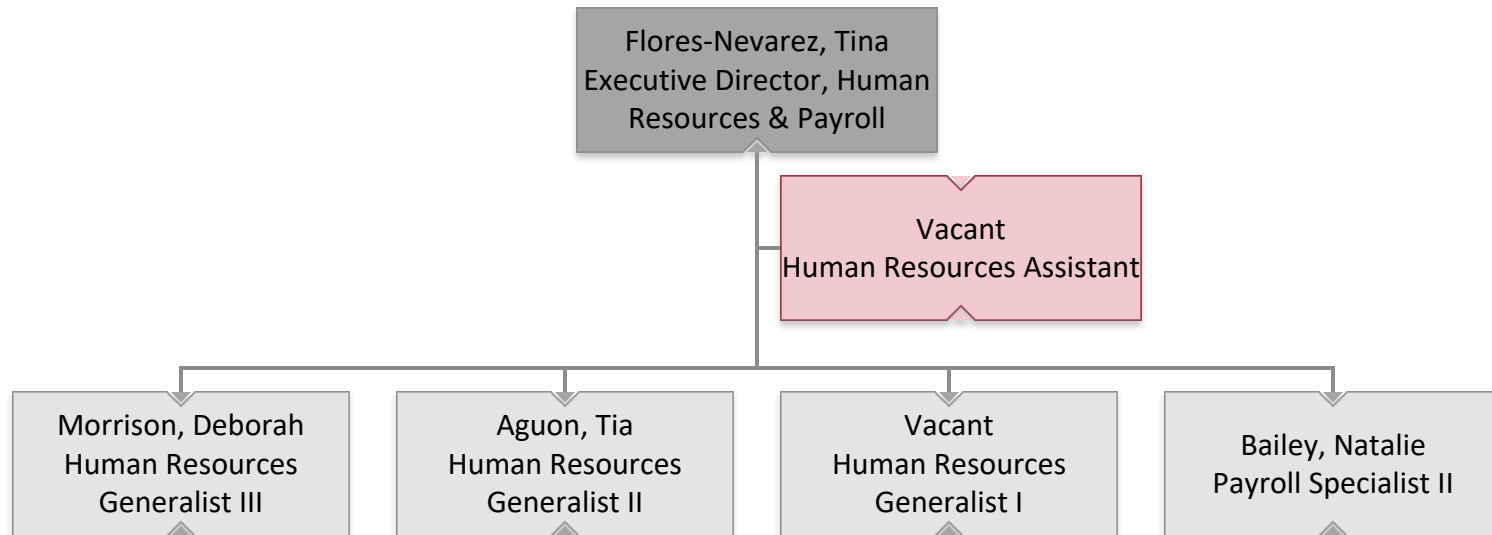 Flores-Nevarez, Tina
Executive Director, Human
Resources & Payroll
Vacant
Human Resources Assistant
Morrison, Deborah
Human Resources
Generalist III
Aguon, Tia
Human Resources
Generalist II
Vacant
Human Resources
Generalist I
Bailey, Natalie
Payroll Specialist II